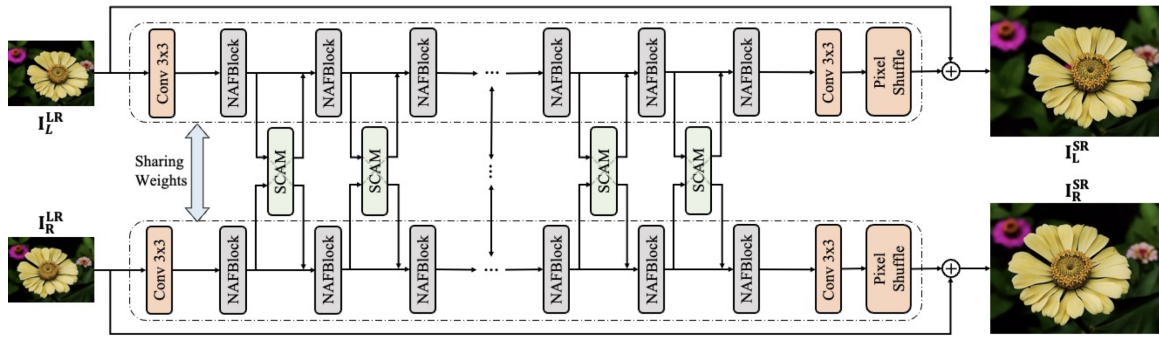 Conv 3x3
NAFBlock
NAFBlock
NAFBlock
...
NAFBlock
NAFBlock
NAFBlock
Conv 3x3
Pixel
Shuffle
I_L^LR
I_L^SR
Sharing
Weights
SCAM
SCAM
...
SCAM
SCAM
I_R^LR
I_R^SR
Conv 3x3
NAFBlock
NAFBlock
NAFBlock
...
NAFBlock
NAFBlock
NAFBlock
Conv 3x3
Pixel
Shuffle